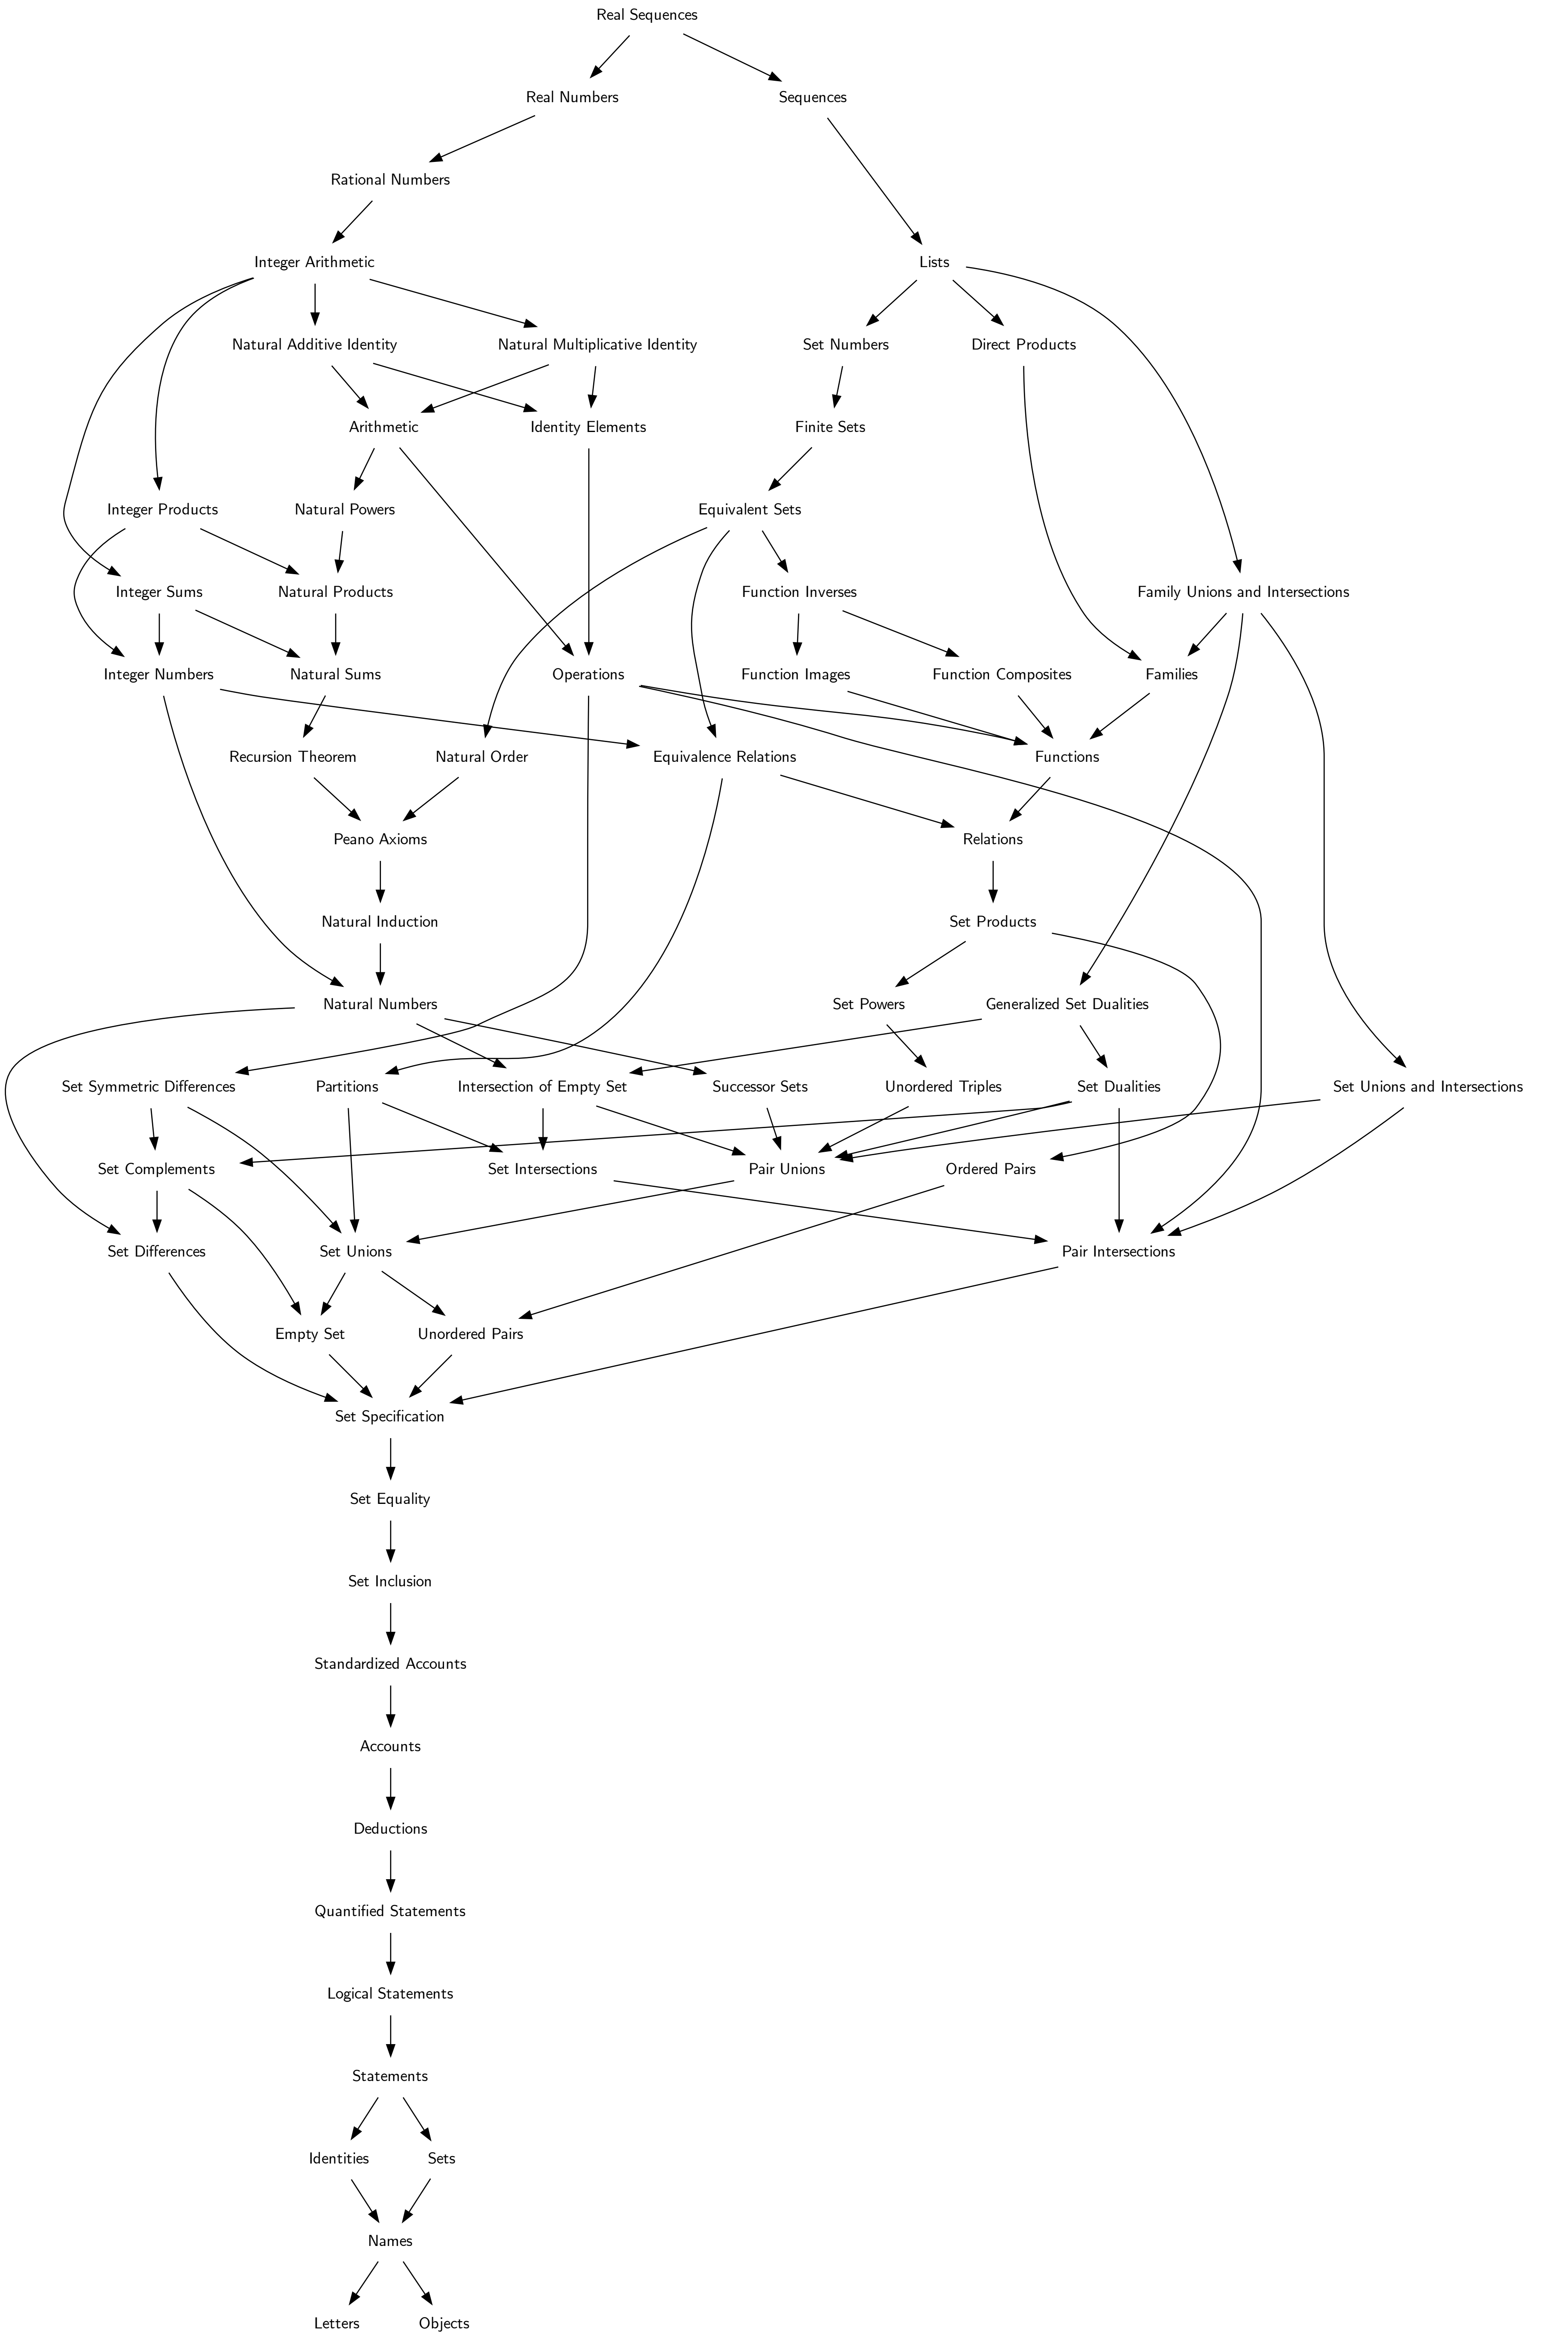 Real Sequences
Real Numbers
Sequences
Rational Numbers
Integer Arithmetic
Lists
Natural Additive Identity
Natural Multiplicative Identity
Set Numbers
Direct Products
Arithmetic
Identity Elements
Finite Sets
Integer Products
Natural Powers
Equivalent Sets
Integer Sums
Natural Products
Function Inverses
Family Unions and Intersections
Integer Numbers
Natural Sums
Operations
Function Images
Function Composites
Families
Recursion Theorem
Natural Order
Equivalence Relations
Functions
Peano Axioms
Relations
Natural Induction
Set Products
Natural Numbers
Set Powers
Generalized Set Dualities
Set Symmetric Differences
Partitions
Intersection of Empty Set
Successor Sets
Unordered Triples
Set Dualities
Set Unions and Intersections
Set Complements
Set Intersections
Pair Unions
Ordered Pairs
Set Differences
Set Unions
Pair Intersections
Empty Set
Unordered Pairs
Set Specification
Set Equality
Set Inclusion
Standardized Accounts
Accounts
Deductions
Quantified Statements
Logical Statements
Statements
Identities
Sets
Names
Letters
Objects